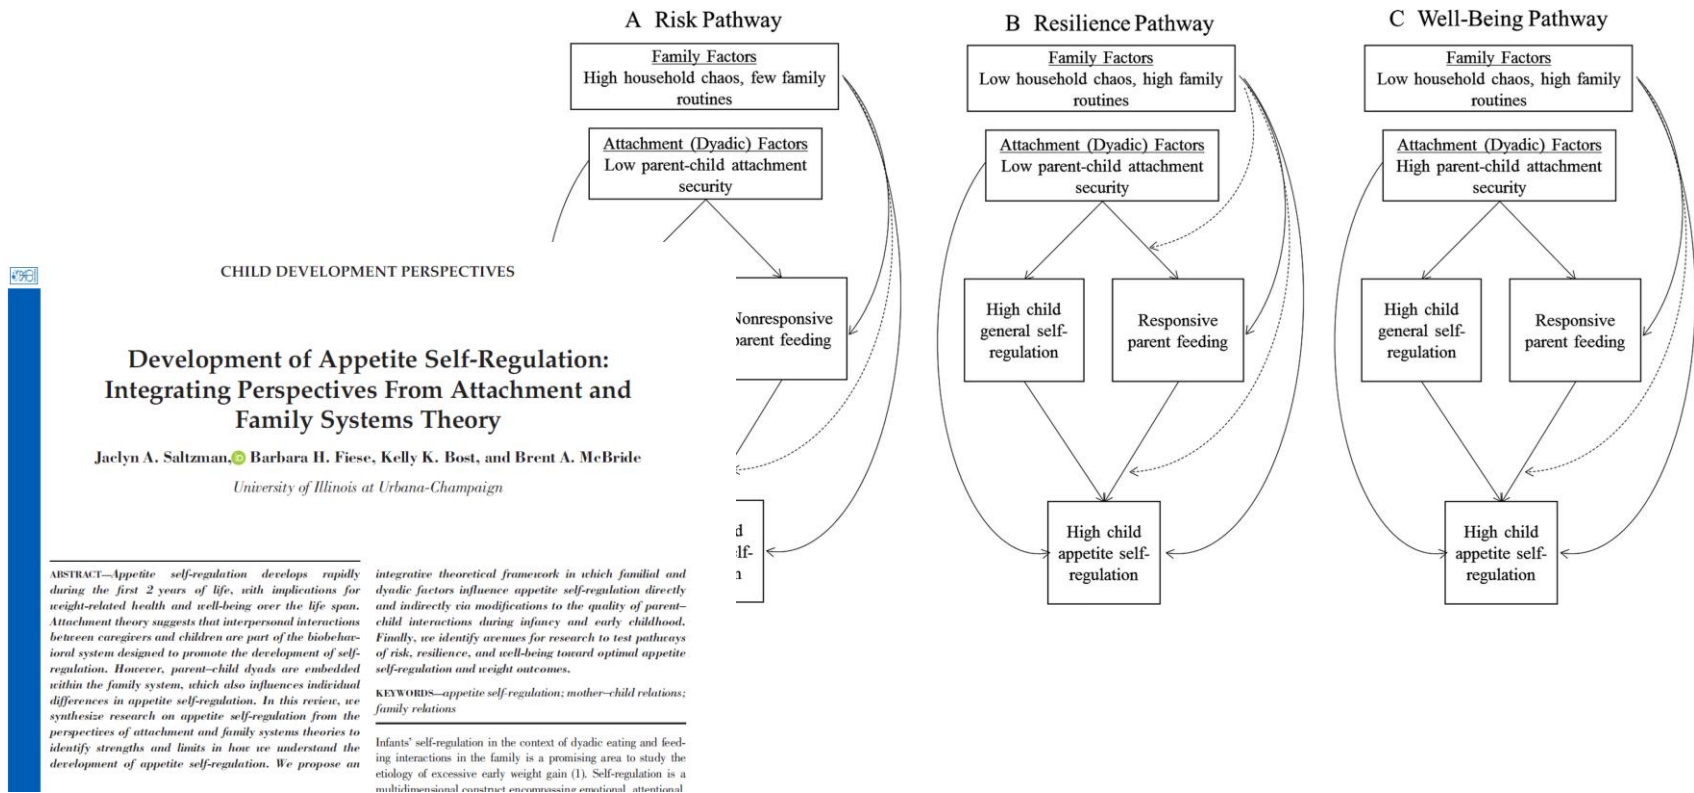 A Risk Pathway
Family Factors
High household chaos, few family
routines
Attachment (Dyadic) Factors
Low parent-child attachment
security
Nonresponsive
parent feeding
B Resilience Pathway
Family Factors
Low household chaos, high family
routines
Attachment (Dyadic) Factors
Low parent-child attachment
security
High child
general self-
regulation
Responsive
parent feeding
High child
appetite self-
regulation
C Well-Being Pathway
Family Factors
Low household chaos, high family
routines
Attachment (Dyadic) Factors
High parent-child attachment
security
High child
general self-
regulation
Responsive
parent feeding
High child
appetite self-
regulation
CHILD DEVELOPMENT PERSPECTIVES
Development of Appetite Self-Regulation:
Integrating Perspectives From Attachment and
Family Systems Theory
Jaclyn A. Saltzman, Barbara H. Fiese, Kelly K. Bost, and Brent A. McBride
University of Illinois at Urbana-Champaign
ABSTRACT—Appetite self-regulation develops rapidly
during the first 2 years of life, with implications for
weight-related health and well-being over the life span.
Attachment theory suggests that interpersonal interactions
between caregivers and children are part of the biobehav-
ioral system designed to promote the development of self-
regulation. However, parent–child dyads are embedded
within the family system, which also influences individual
differences in appetite self-regulation. In this review, we
synthesize research on appetite self-regulation from the
perspectives of attachment and family systems theories to
identify strengths and limits in how we understand the
development of appetite self-regulation. We propose an
integrative theoretical framework in which familial and
dyadic factors influence appetite self-regulation directly
and indirectly via modifications to the quality of parent–
child interactions during infancy and early childhood.
Finally, we identify avenues for research to test pathways
of risk, resilience, and well-being toward optimal appetite
self-regulation and weight outcomes.
KEYWORDS—appetite self-regulation; mother–child relations;
family relations
Infants' self-regulation in the context of dyadic eating and feed-
ing interactions in the family is a promising area to study the
etiology of excessive early weight gain (1). Self-regulation is a
multidimensional construct encompassing emotional, attentional,